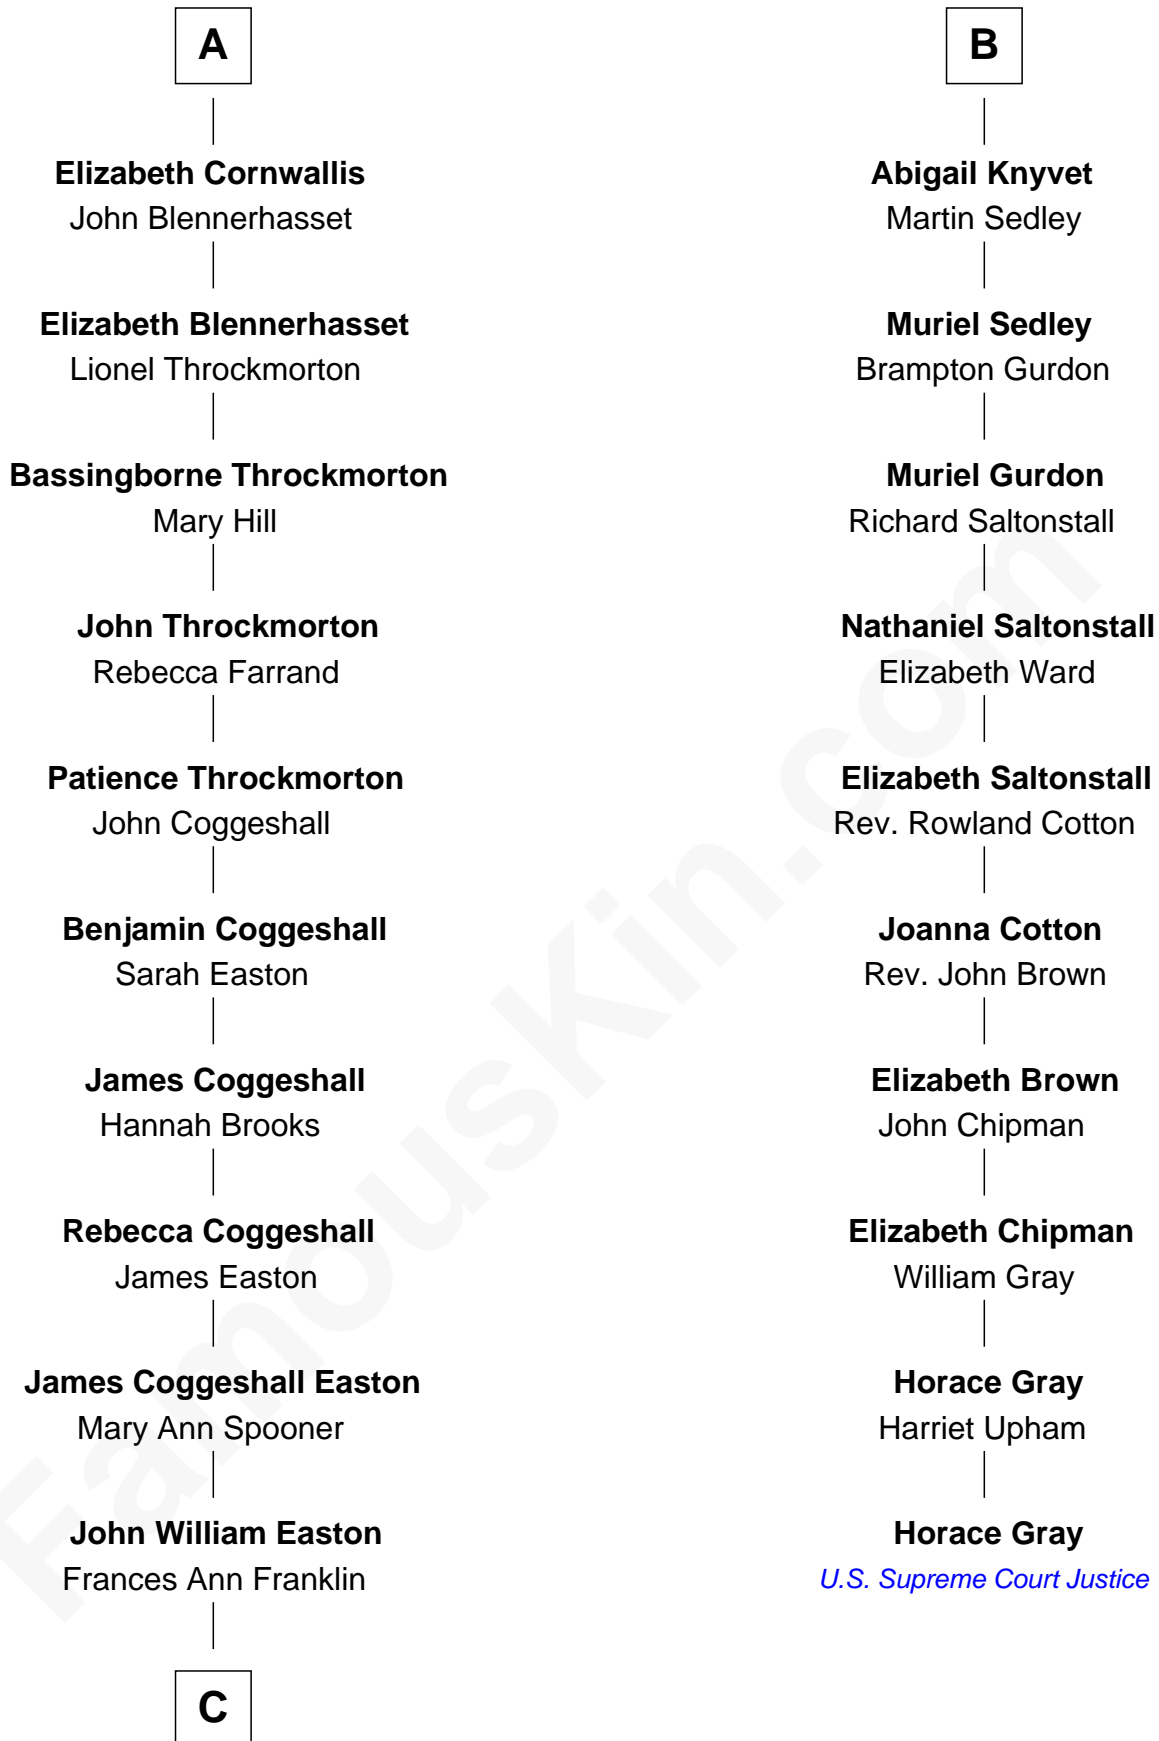 A
Elizabeth Cornwallis
John Blennerhasset
Elizabeth Blennerhasset
Lionel Throckmorton
Bassingborne Throckmorton
Mary Hill
John Throckmorton
Rebecca Farrand
Patience Throckmorton
John Coggeshall
Benjamin Coggeshall
Sarah Easton
James Coggeshall
Hannah Brooks
Rebecca Coggeshall
James Easton
James Coggeshall Easton
Mary Ann Spooner
John William Easton
Frances Ann Franklin
C
B
Abigail Knyvet
Martin Sedley
Muriel Sedley
Brampton Gurdon
Muriel Gurdon
Richard Saltonstall
Nathaniel Saltonstall
Elizabeth Ward
Elizabeth Saltonstall
Rev. Rowland Cotton
Joanna Cotton
Rev. John Brown
Elizabeth Brown
John Chipman
Elizabeth Chipman
William Gray
Horace Gray
Harriet Upham
Horace Gray
U.S. Supreme Court Justice
FamousKin.com